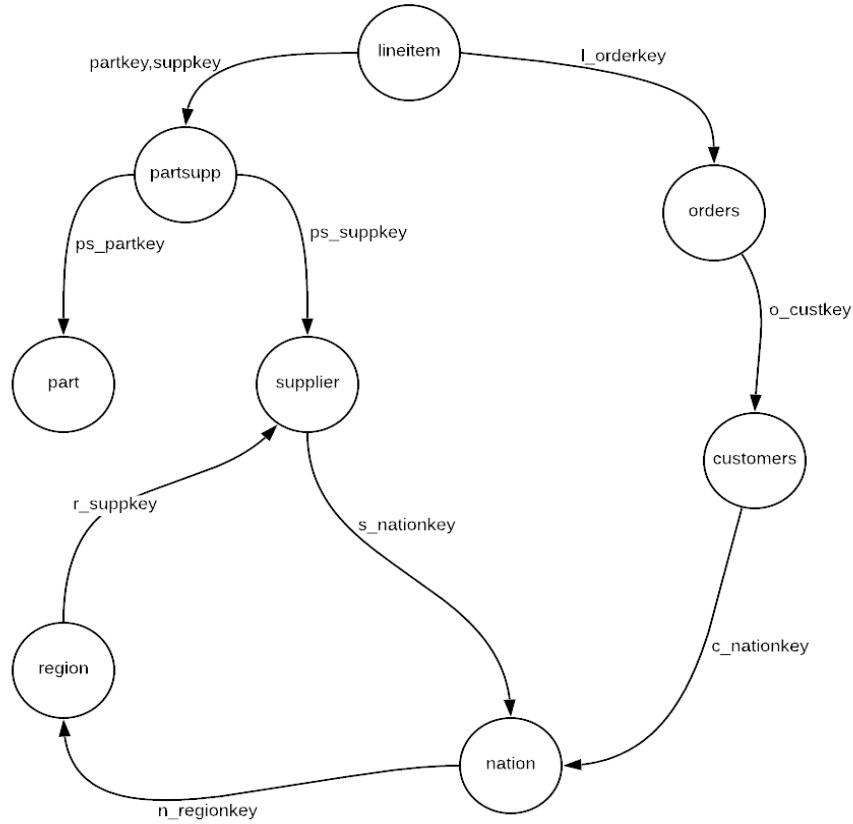 lineitem
partkey,suppkey
l_orderkey
partsupp
orders
ps_partkey
ps_suppkey
o_custkey
part
supplier
customers
r_suppkey
s_nationkey
c_nationkey
region
nation
n_regionkey